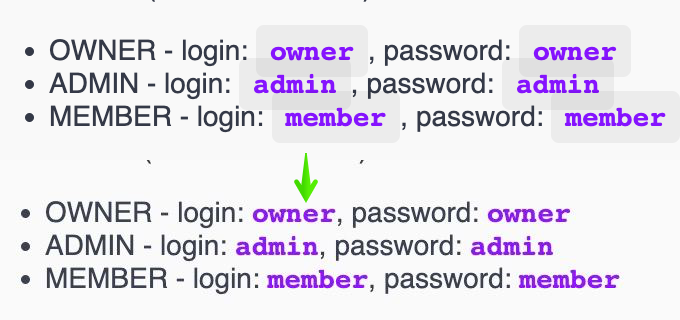 • OWNER - login: owner , password: owner
• ADMIN - login: admin , password: admin
• MEMBER - login: member , password: member
• OWNER - login: owner, password: owner
• ADMIN - login: admin, password: admin
• MEMBER - login: member, password: member